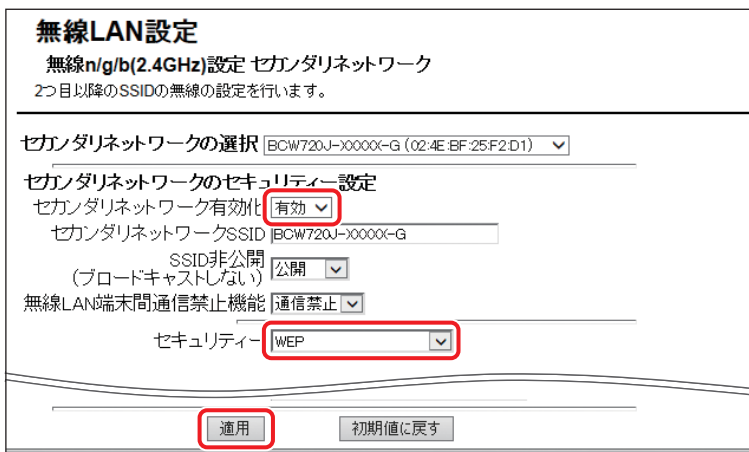 無線LAN設定
無線n/g/b(2.4GHz)設定 セカンダリネットワーク
2つ目以降のSSIDの無線の設定を行います。
セカンダリネットワークの選択 BCW720J-XXXXX-G (02:4E:BF:25:F2:D1)
セカンダリネットワークのセキュリティー設定
セカンダリネットワーク有効化 有効
セカンダリネットワークSSID BCW720J-XXXXX-G
SSID非公開
(ブロードキャストしない) 公開
無線LAN端末間通信禁止機能 通信禁止
セキュリティー WEP
適用 初期値に戻す